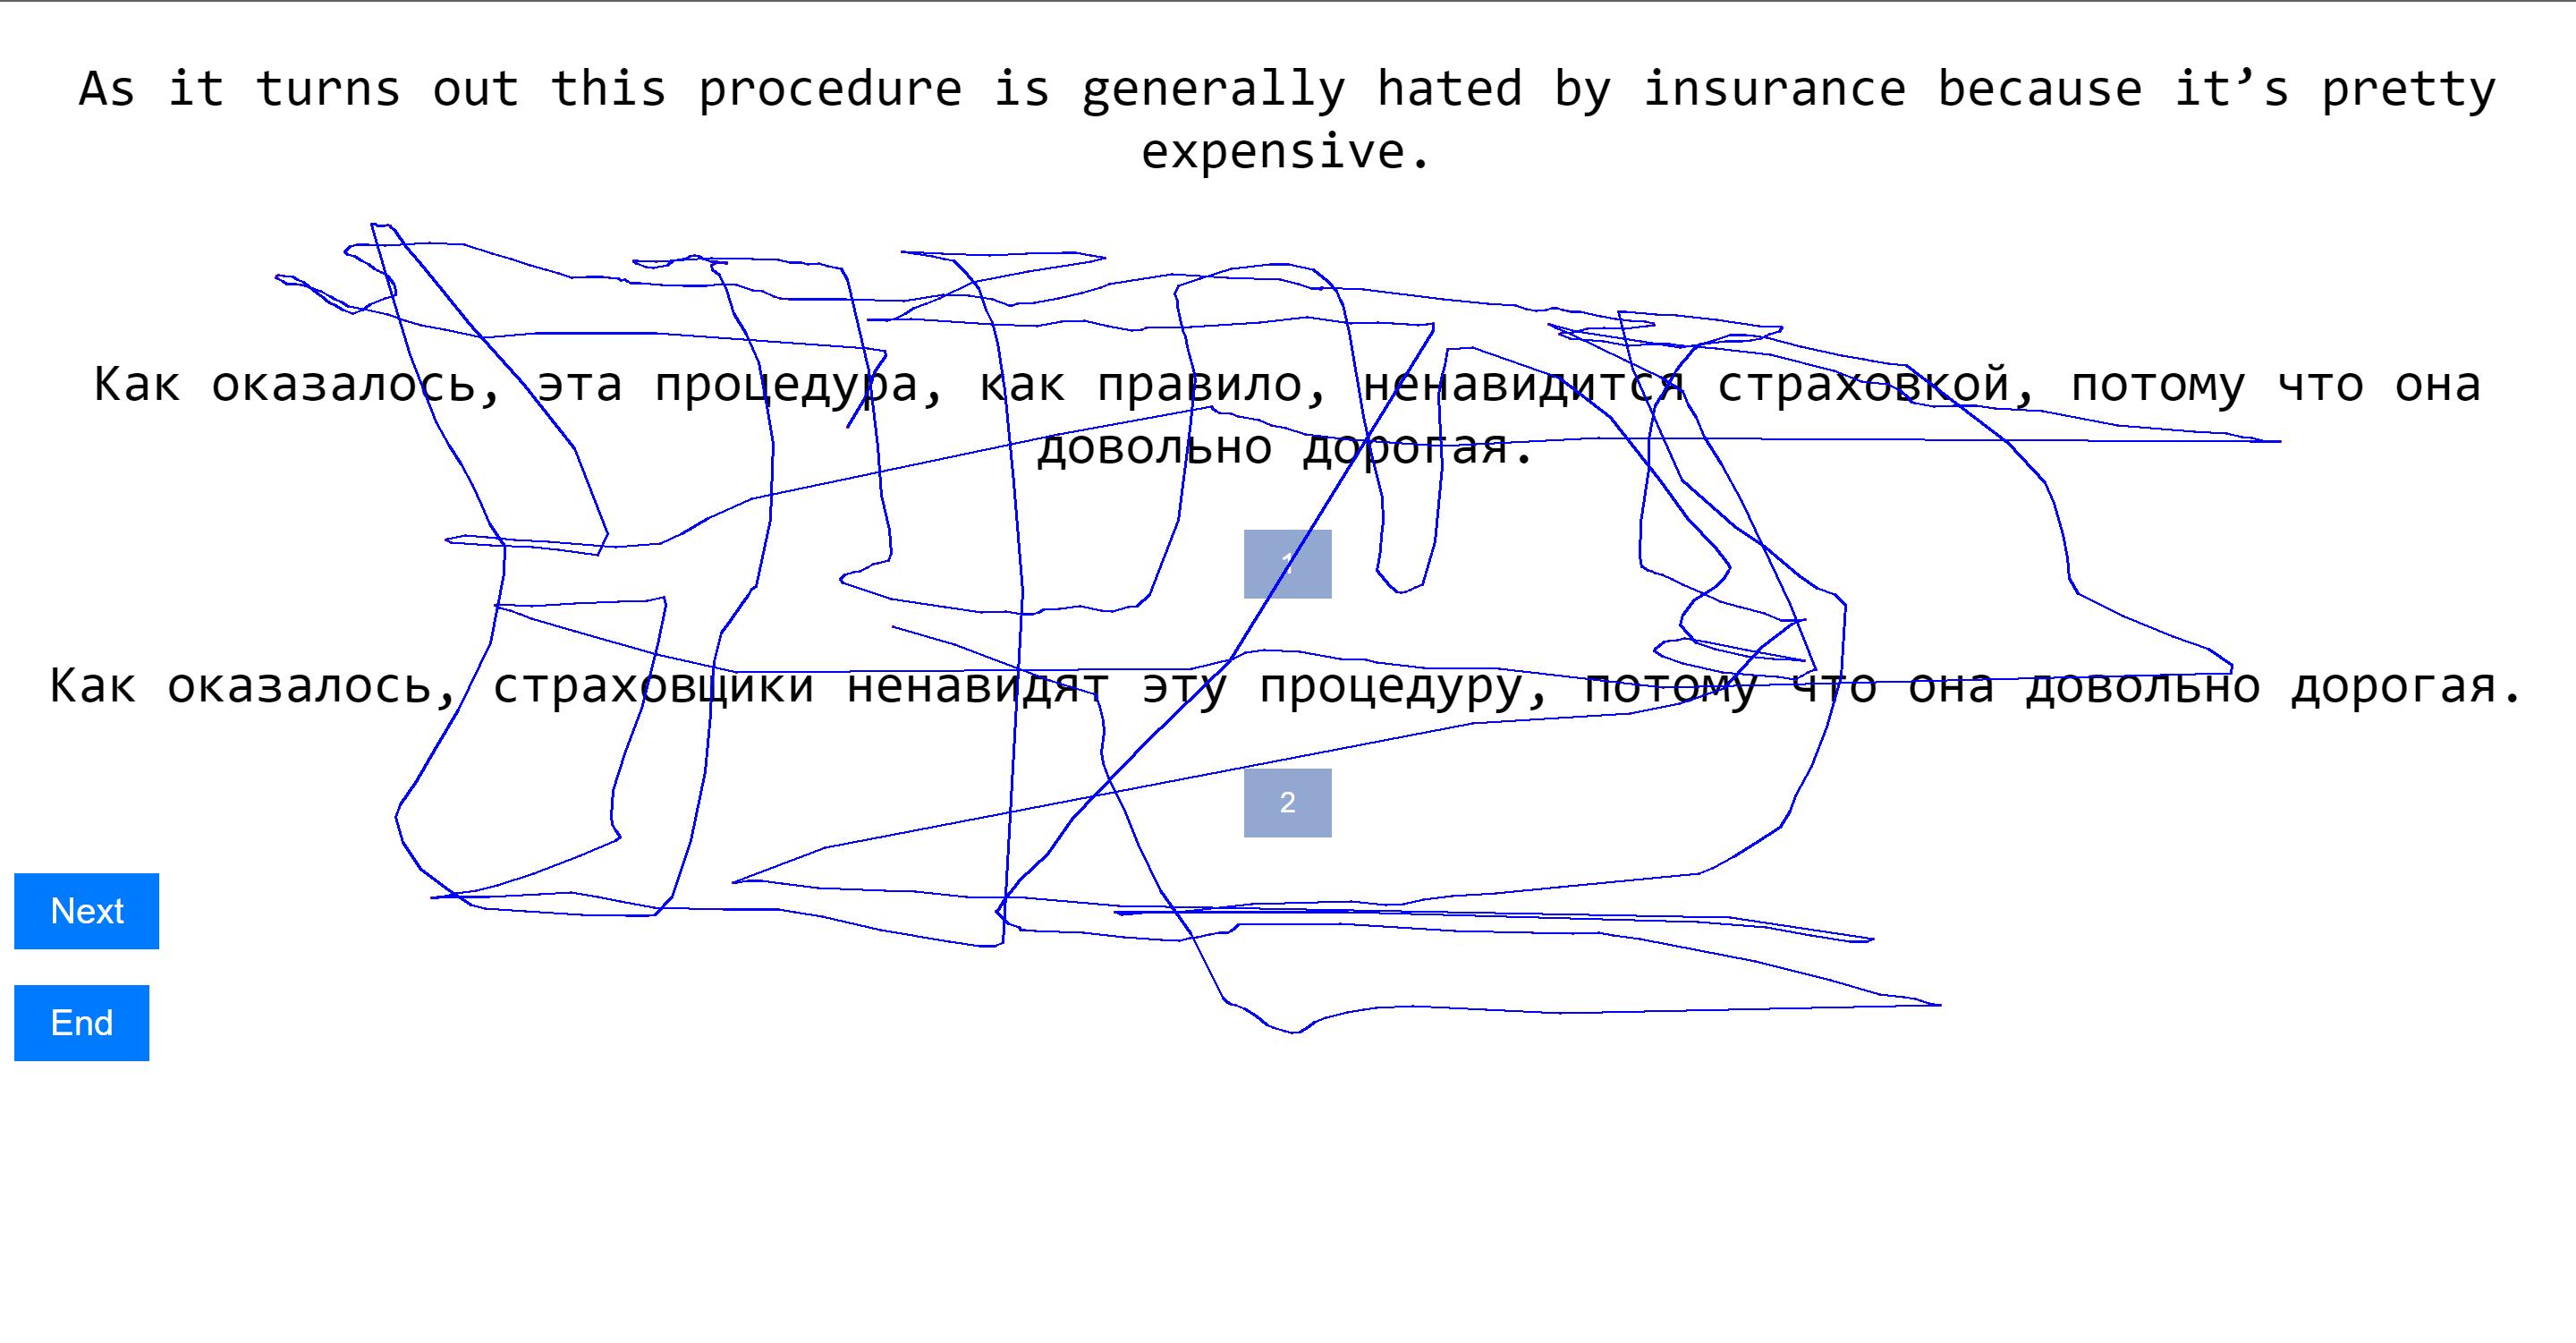 As it turns out this procedure is generally hated by insurance because it’s pretty
expensive.
Как оказалось, эта процедура, как правило, ненавидится страховкой, потому что она
довольно дорогая.
1
Как оказалось, страховщики ненавидят эту процедуру, потому что она довольно дорогая.
2
Next
End